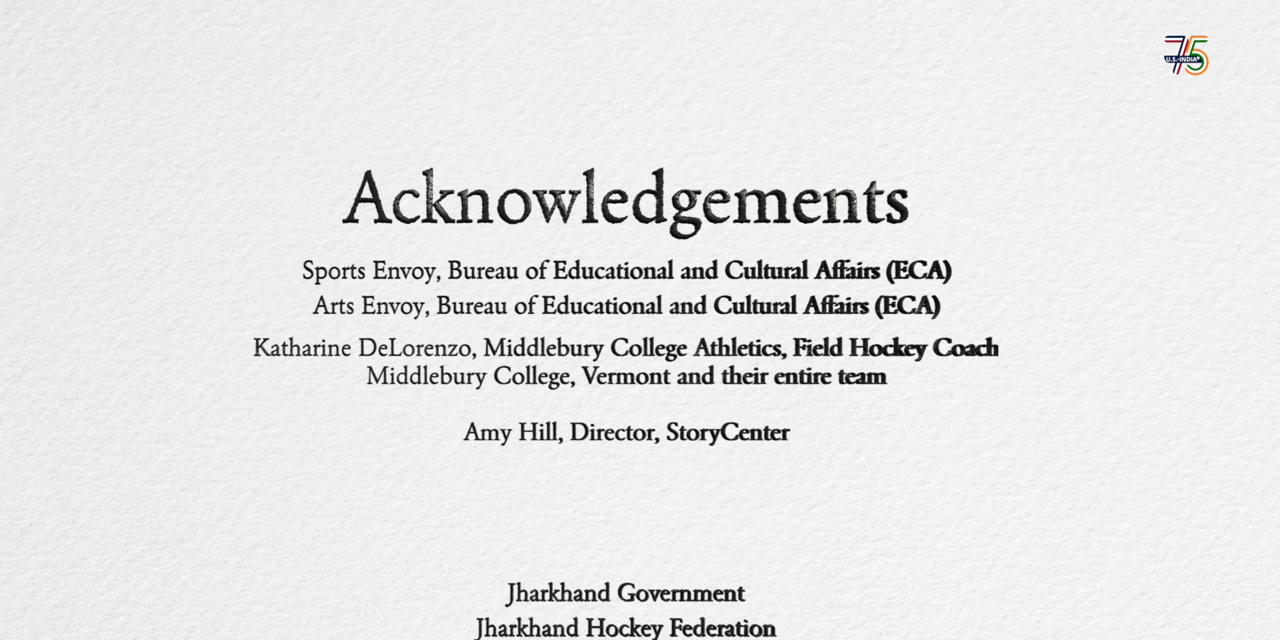 75
U.S.-INDIA
Acknowledgements
Sports Envoy, Bureau of Educational and Cultural Affairs (ECA)
Arts Envoy, Bureau of Educational and Cultural Affairs (ECA)
Katharine DeLorenzo, Middlebury College Athletics, Field Hockey Coach
Middlebury College, Vermont and their entire team
Amy Hill, Director, StoryCenter
Jharkhand Government
Jharkhand Hockey Federation